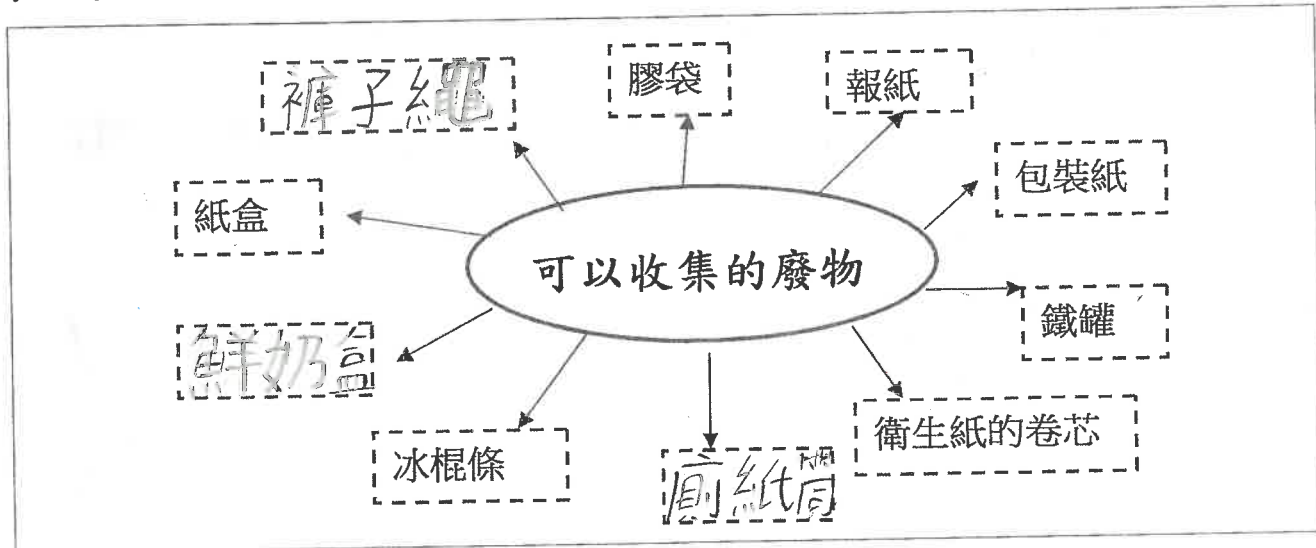 膠袋
報紙
褲子繩
包裝紙
紙盒
可以收集的廢物
鐵罐
鮮奶盒
衛生紙的卷芯
冰棍條
廁紙筒